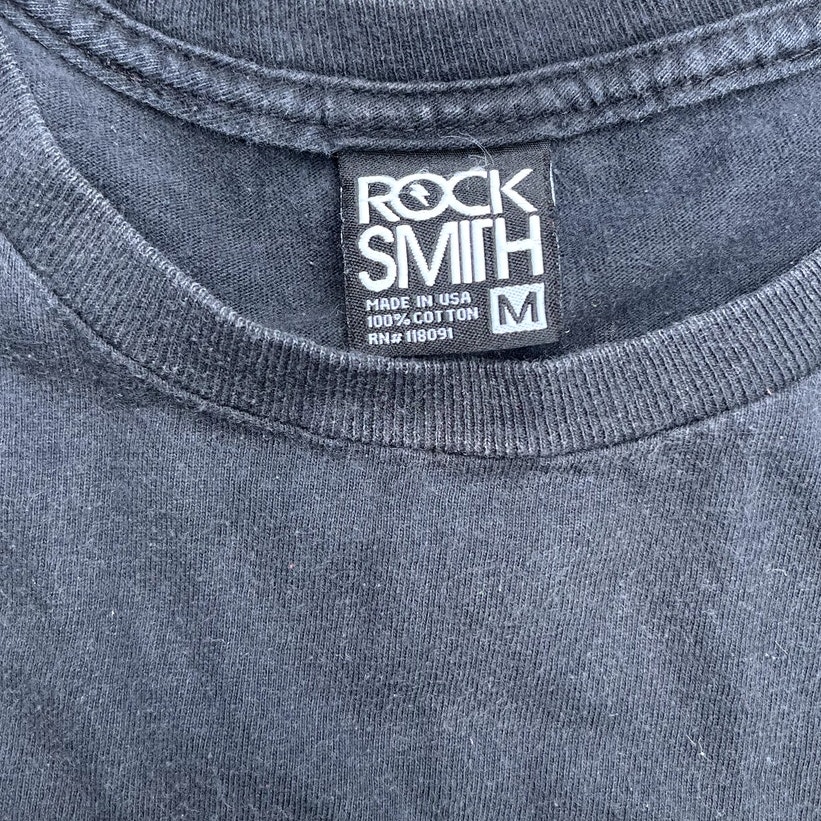 ROCK
SMITH
MADE IN USA
100% COTTON
RN# 118091
M